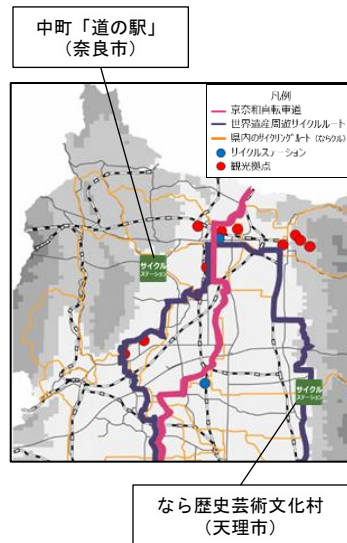 中町「道の駅」
（奈良市）
凡例
京奈和自転車道
世界遺産周遊サイクルルート
県内のサイクリングルート（ならクル）
サイクルステーション
観光拠点
サイクル
ステーション
サイクル
ステーション
なら歴史芸術文化村
（天理市）